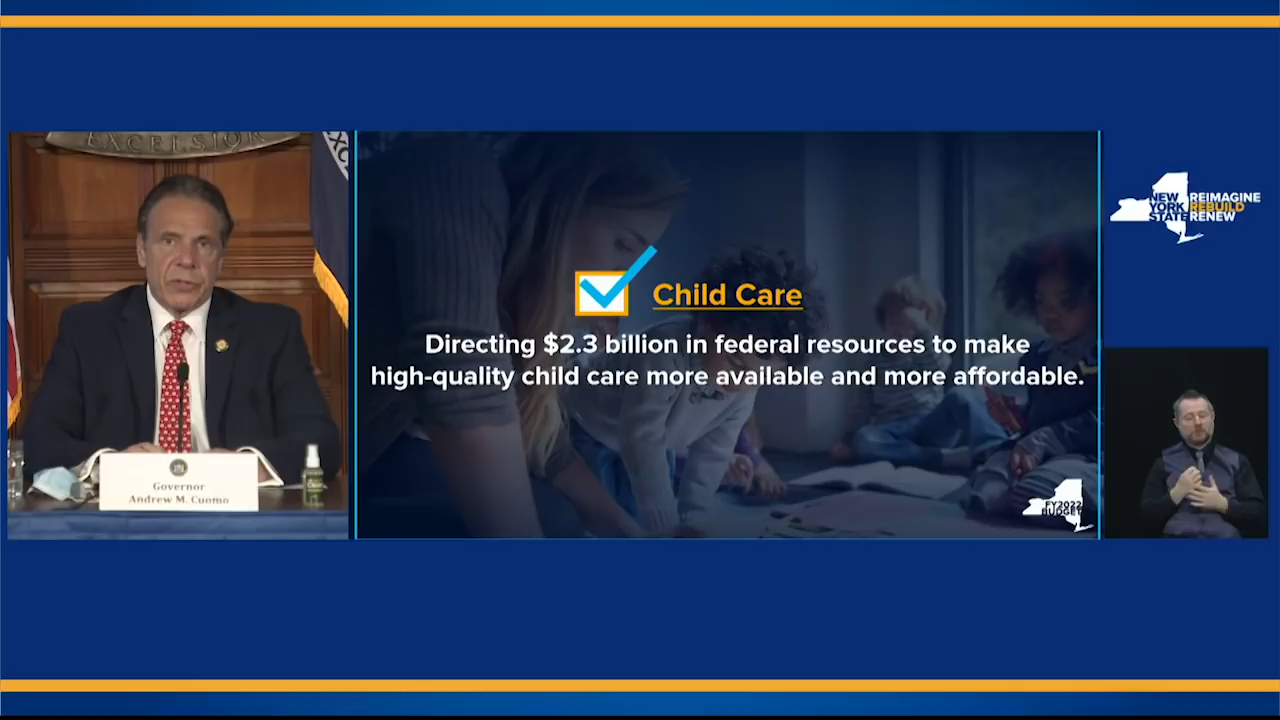 EXCELSIOR
EXC
Governor
Andrew M. Cuomo
Child Care
Directing $2.3 billion in federal resources to make
high-quality child care more available and more affordable.
FY2022
BUDGET
NEW
YORK
STATE
REIMAGINE
REBUILD
RENEW